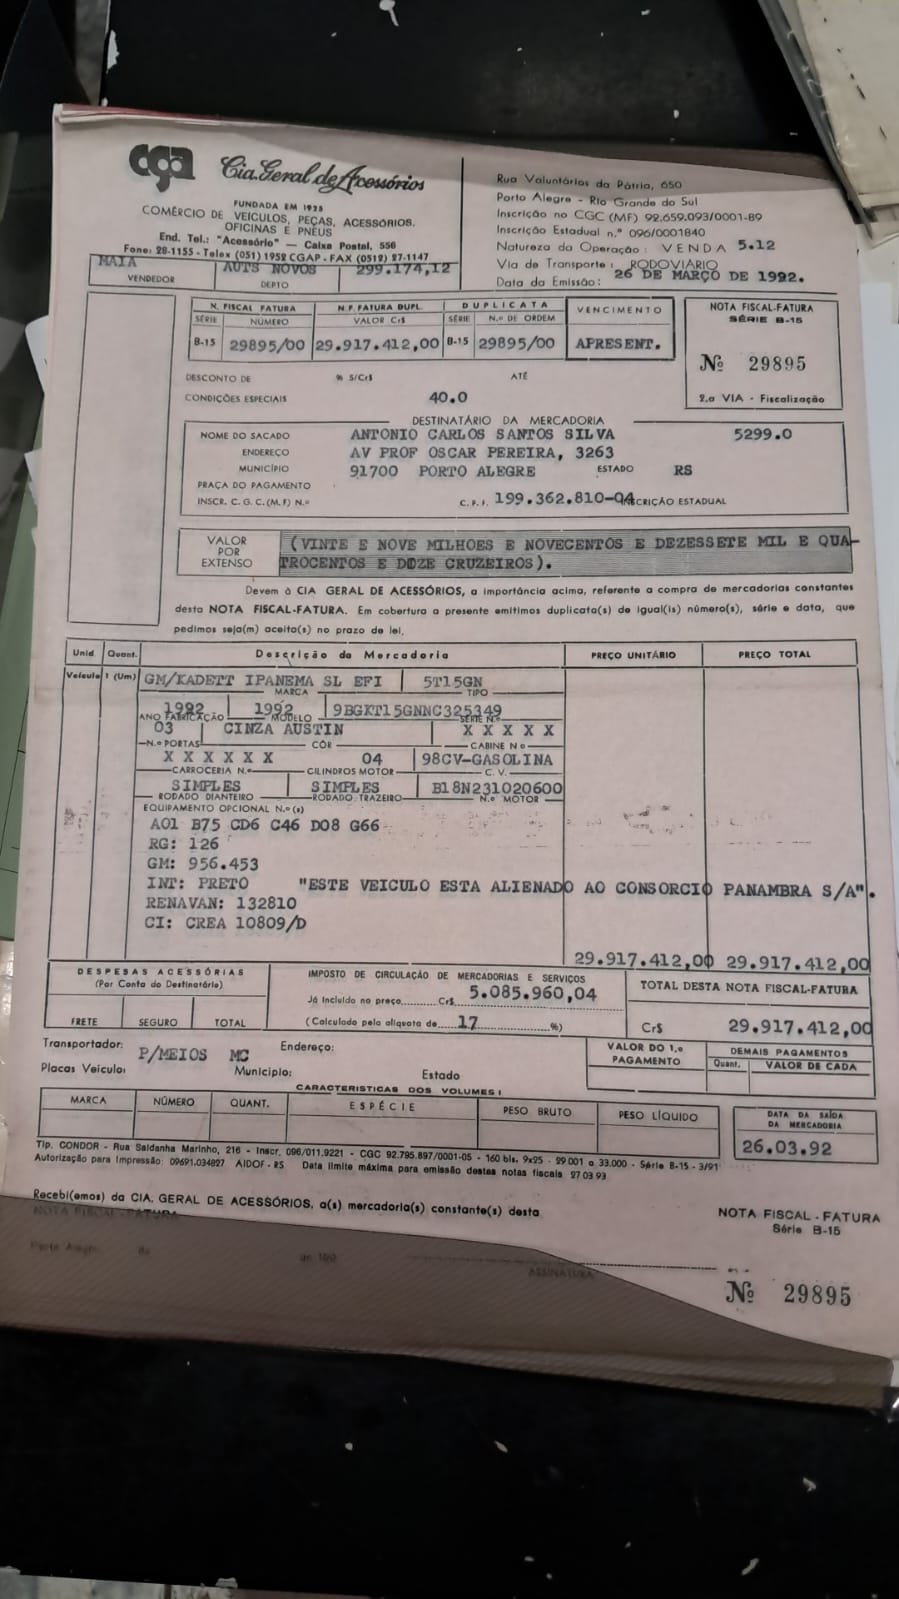 cga Cia. Geral de Acessórios
FUNDADA EM 1925
COMÉRCIO DE VEICULOS, PEÇAS, ACESSÓRIOS,
OFICINAS E PNEUS
End. Tel.: "Acessório" — Caixa Postal, 556
Fone: 28-1155 - Telex (051) 1952 CGAP - FAX (0512) 27-1147
MAIA AUTS NOVOS 299.174,12
VENDEDOR DEPTO
Rua Voluntários da Pátria, 650
Porto Alegre - Rio Grande do Sul
Inscrição no CGC (MF) 92.659.093/0001-89
Inscrição Estadual n.º 096/0001840
Natureza da Operação: VENDA 5.12
Via de Transporte: RODOVIÁRIO
Data da Emissão: 26 DE MARÇO DE 1992.
N. FISCAL FATURA N.F. FATURA DUPL. DUPLICATA VENCIMENTO
SÉRIE NÚMERO VALOR Cr$ SÉRIE N.º DE ORDEM
B-15 29895/00 29.917.412,00 B-15 29895/00 APRESENT.
NOTA FISCAL-FATURA
SÉRIE B-15
Nº 29895
2.a VIA - Fiscalização
DESCONTO DE % S/Cr$ ATÉ
CONDIÇÕES ESPECIAIS 40.0
DESTINATÁRIO DA MERCADORIA
NOME DO SACADO ANTONIO CARLOS SANTOS SILVA 5299.0
ENDEREÇO AV PROF OSCAR PEREIRA, 3263
MUNICÍPIO 91700 PORTO ALEGRE ESTADO RS
PRAÇA DO PAGAMENTO
INSCR. C. G. C. (M. F) N.º C. P. F. 199.362.810-04 INSCRIÇÃO ESTADUAL
VALOR POR EXTENSO
(VINTE E NOVE MILHOES E NOVECENTOS E DEZESSETE MIL E QUA-
TROCENTOS E DOZE CRUZEIROS).
Devem à CIA GERAL DE ACESSÓRIOS, a importância acima, referente a compra de mercadorias constantes
desta NOTA FISCAL-FATURA. Em cobertura a presente emitimos duplicata(s) de igual(is) número(s), série e data, que
pedimos seja(m) aceito(s) no prazo de lei.
Unid. Quant. Descrição da Mercadoria PREÇO UNITÁRIO PREÇO TOTAL
Veículo 1 (Um) GM/KADETT IPANEMA SL EFI 5T15GN
MARCA TIPO
1992 1992 9BGKT15GNNC325349
ANO FABRICAÇÃO MODELO SÉRIE N.º
03 CINZA AUSTIN X X X X X
N.º PORTAS CÔR CABINE N.º
X X X X X X 04 98CV-GASOLINA
CARROCERIA N.º CILINDROS MOTOR C. V.
SIMPLES SIMPLES B18N231020600
RODADO DIANTEIRO RODADO TRAZEIRO N.º MOTOR
EQUIPAMENTO OPCIONAL N.º(s)
A01 B75 CD6 C46 D08 G66
RG: 126
GM: 956.453
INT: PRETO "ESTE VEICULO ESTA ALIENADO AO CONSORCIO PANAMBRA S/A".
RENAVAN: 132810
CI: CREA 10809/D
29.917.412,00 29.917.412,00
DESPESAS ACESSÓRIAS
(Por Conta do Destinatário)
FRETE SEGURO TOTAL
IMPOSTO DE CIRCULAÇÃO DE MERCADORIAS E SERVIÇOS
Já Incluído no preço......... Cr$ 5.085.960,04
(Calculado pela alíquota de....17.............%)
TOTAL DESTA NOTA FISCAL-FATURA
Cr$ 29.917.412,00
Transportador: P/MEIOS MC Endereço:
Placas Veículo: Município: Estado
VALOR DO 1.º PAGAMENTO
DEMAIS PAGAMENTOS
Quant. VALOR DE CADA
CARACTERISTICAS DOS VOLUMES
MARCA NÚMERO QUANT. ESPÉCIE PESO BRUTO PESO LÍQUIDO
DATA DA SAÍDA DA MERCADORIA
26.03.92
Tip. CONDOR - Rua Saldanha Marinho, 216 - Inscr. 096/011.9221 - CGC 92.795.897/0001-05 - 160 bls. 9x25 - 29 001 a 33.000 - Série B-15 - 3/91
Autorização para Impressão: 09691.034827 AIDOF-RS Data limite máxima para emissão destas notas fiscais 27 03 93
Recebi(emos) da CIA. GERAL DE ACESSÓRIOS, a(s) mercadoria(s) constante(s) desta
NOTA FISCAL - FATURA
Porto Alegre, de
ASSINATURA
NOTA FISCAL - FATURA
Série B-15
Nº 29895